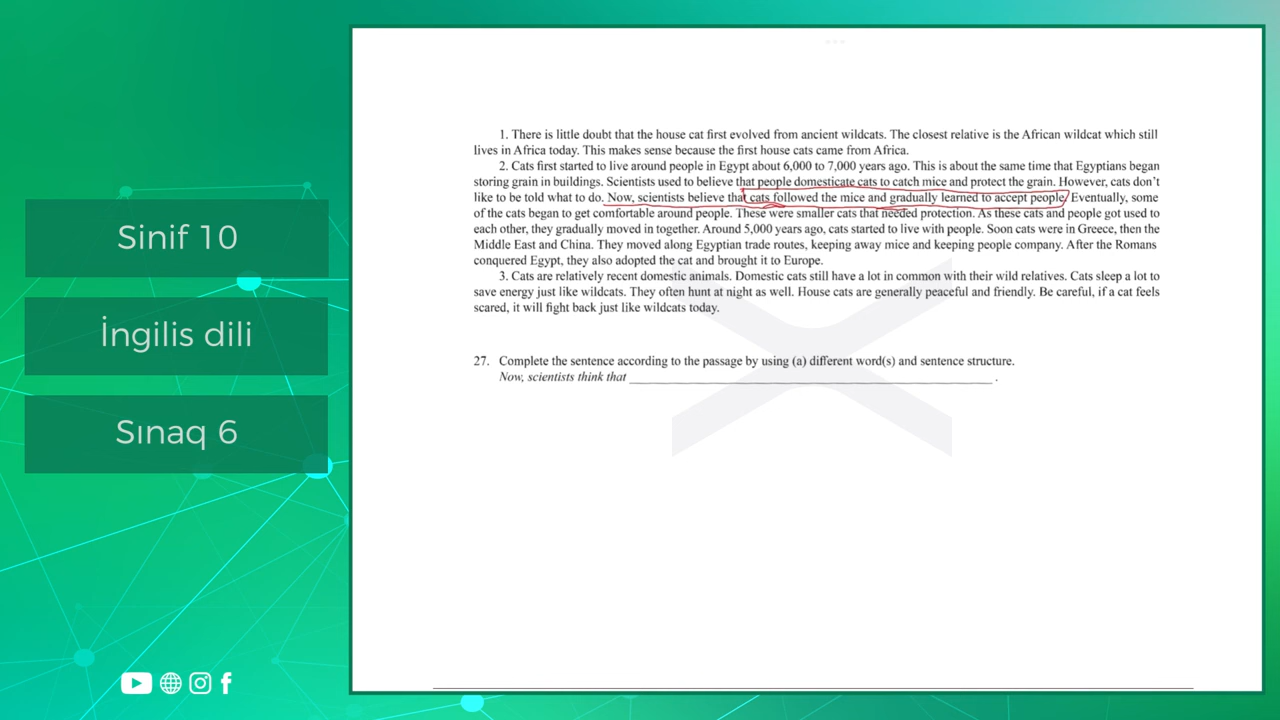 Sinif 10
İngilis dili
Sınaq 6
1. There is little doubt that the house cat first evolved from ancient wildcats. The closest relative is the African wildcat which still
lives in Africa today. This makes sense because the first house cats came from Africa.
2. Cats first started to live around people in Egypt about 6,000 to 7,000 years ago. This is about the same time that Egyptians began
storing grain in buildings. Scientists used to believe that people domesticate cats to catch mice and protect the grain. However, cats don't
like to be told what to do. Now, scientists believe that cats followed the mice and gradually learned to accept people. Eventually, some
of the cats began to get comfortable around people. These were smaller cats that needed protection. As these cats and people got used to
each other, they gradually moved in together. Around 5,000 years ago, cats started to live with people. Soon cats were in Greece, then the
Middle East and China. They moved along Egyptian trade routes, keeping away mice and keeping people company. After the Romans
conquered Egypt, they also adopted the cat and brought it to Europe.
3. Cats are relatively recent domestic animals. Domestic cats still have a lot in common with their wild relatives. Cats sleep a lot to
save energy just like wildcats. They often hunt at night as well. House cats are generally peaceful and friendly. Be careful, if a cat feels
scared, it will fight back just like wildcats today.
27. Complete the sentence according to the passage by using (a) different word(s) and sentence structure.
Now, scientists think that ____________________ .